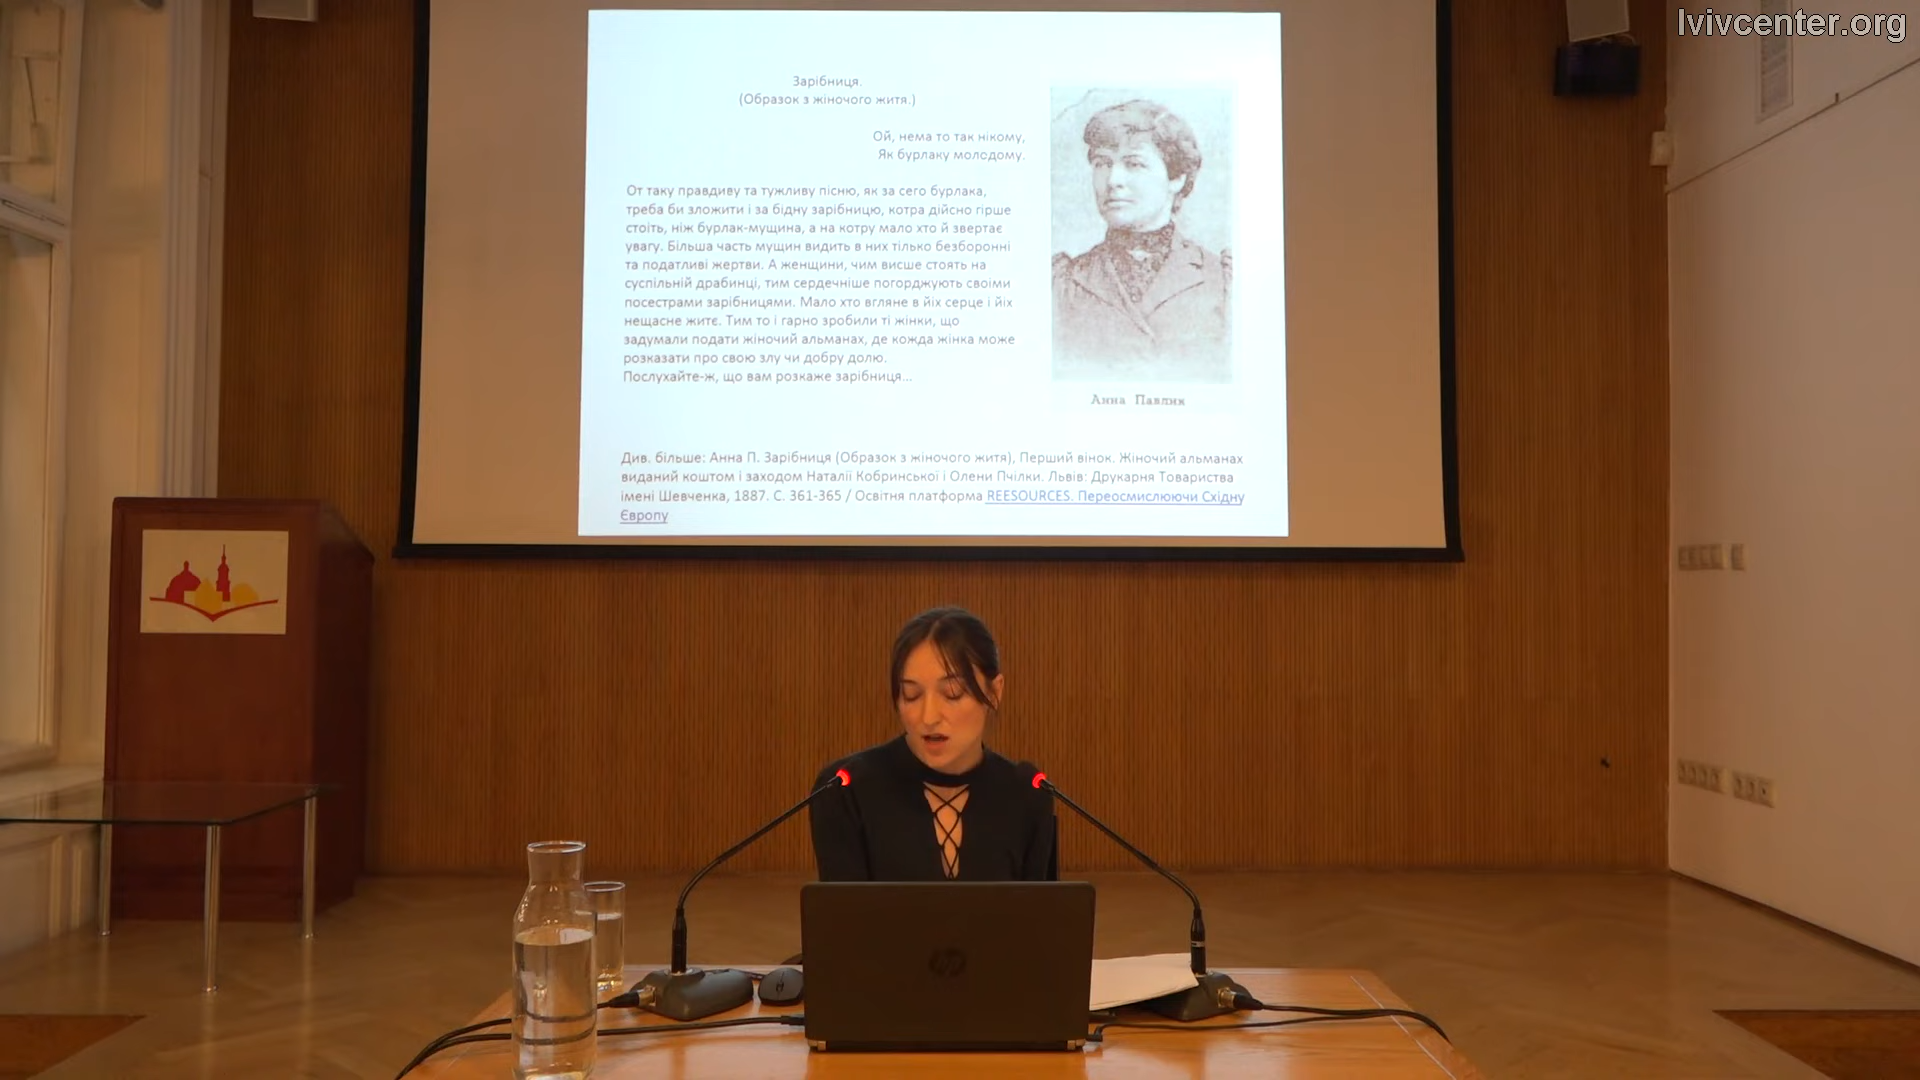 lvivcenter.org
Зарібниця.
(Образок з жіночого житя.)
Ой, нема то так нікому,
Як бурлаку молодому.
От таку правдиву та тужливу пісню, як за сего бурлака,
треба би зложити і за бідну зарібницю, котра дійсно гірше
стоїть, ніж бурлак-мущина, а на котру мало хто й звертає
увагу. Більша часть мущин видить в них тілько безборонні
та податливі жертви. А женщини, чим висше стоять на
суспільній драбинці, тим сердечніше погорджують своіми
посестрами зарібницями. Мало хто вгляне в йіх серце і йіх
нещасне житє. Тим то і гарно зробили ті жінки, що
задумали подати жіночий альманах, де кожда жінка може
розказати про свою злу чи добру долю.
Послухайте-ж, що вам розкаже зарібниця...
Анна Павлик
Див. більше: Анна П. Зарібниця (Образок з жіночого житя), Перший вінок. Жіночий альманах
виданий коштом і заходом Наталії Кобринської і Олени Пчілки. Львів: Друкарня Товариства
імені Шевченка, 1887. С. 361-365 / Освітня платформа REESOURCES. Переосмислюючи Східну
Європу
hp